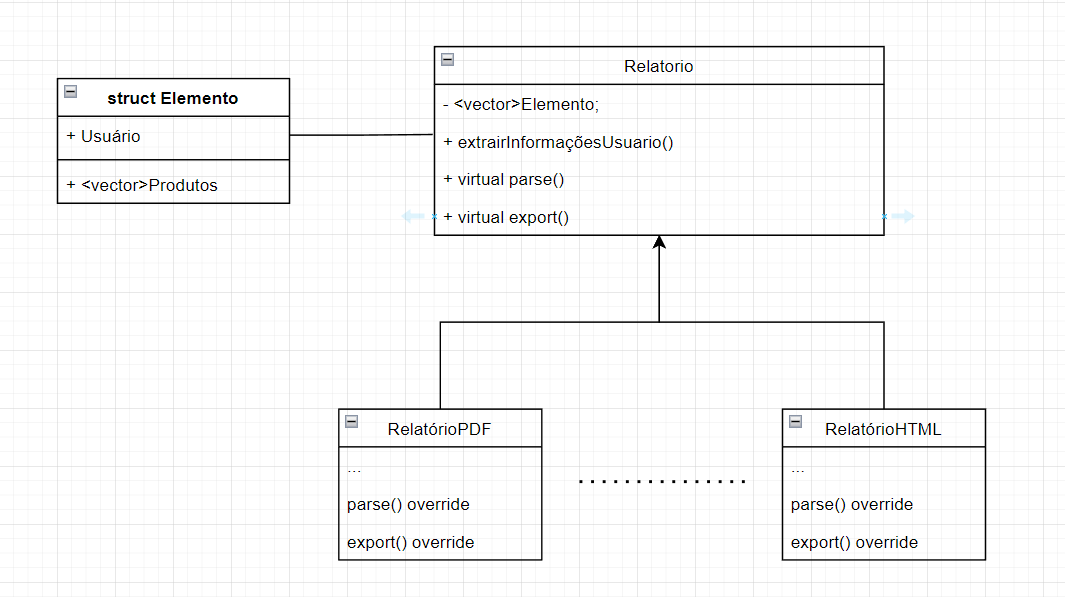 struct Elemento
+ Usuário
+ <vector>Produtos
Relatorio
- <vector>Elemento;
+ extrairInformaçõesUsuario()
+ virtual parse()
+ virtual export()
RelatórioPDF
...
parse() override
export() override
...............
RelatórioHTML
...
parse() override
export() override